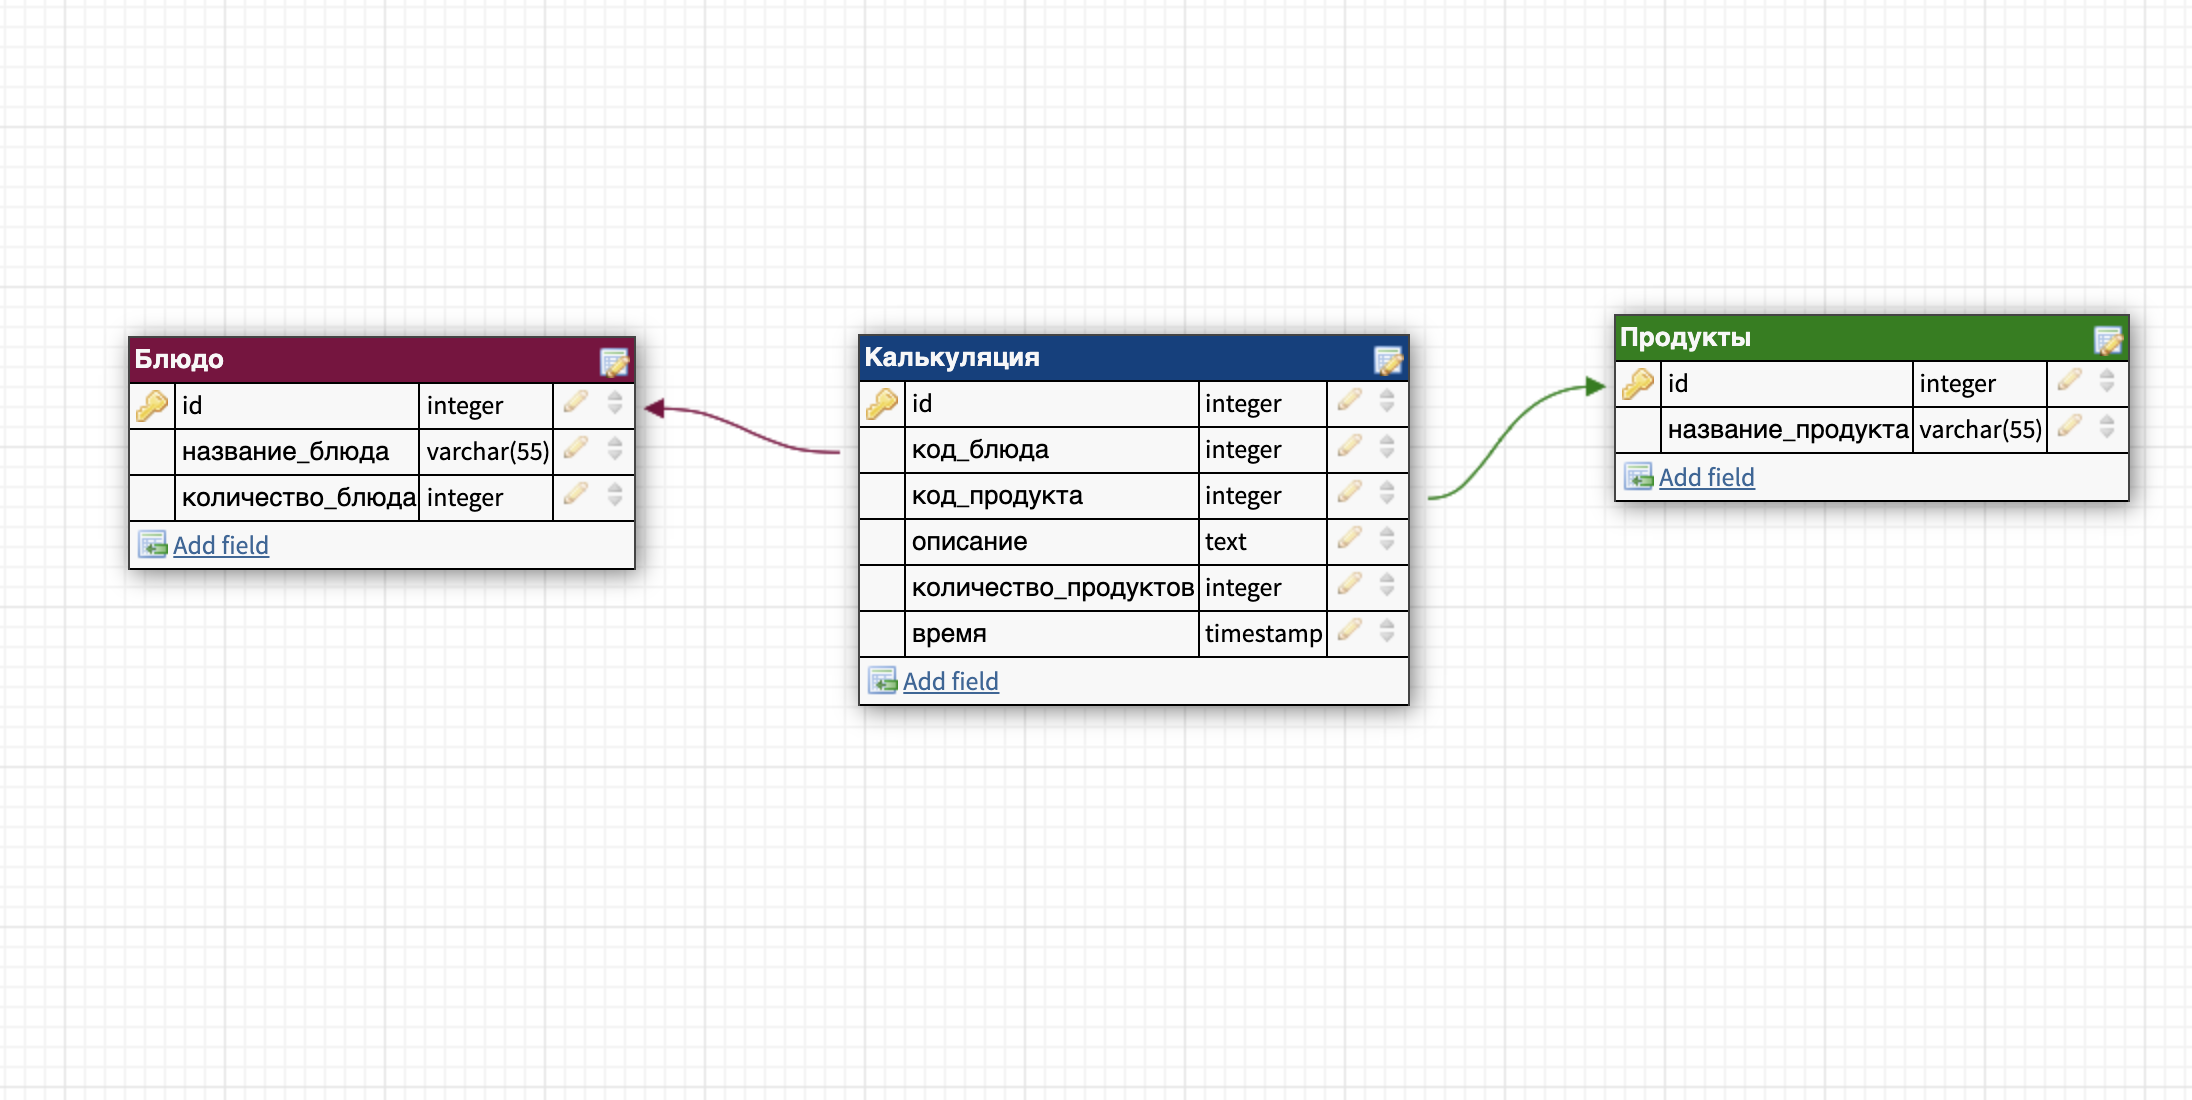 Блюдо
id integer
название_блюда varchar(55)
количество_блюда integer
Add field
Калькуляция
id integer
код_блюда integer
код_продукта integer
описание text
количество_продуктов integer
время timestamp
Add field
Продукты
id integer
название_продукта varchar(55)
Add field